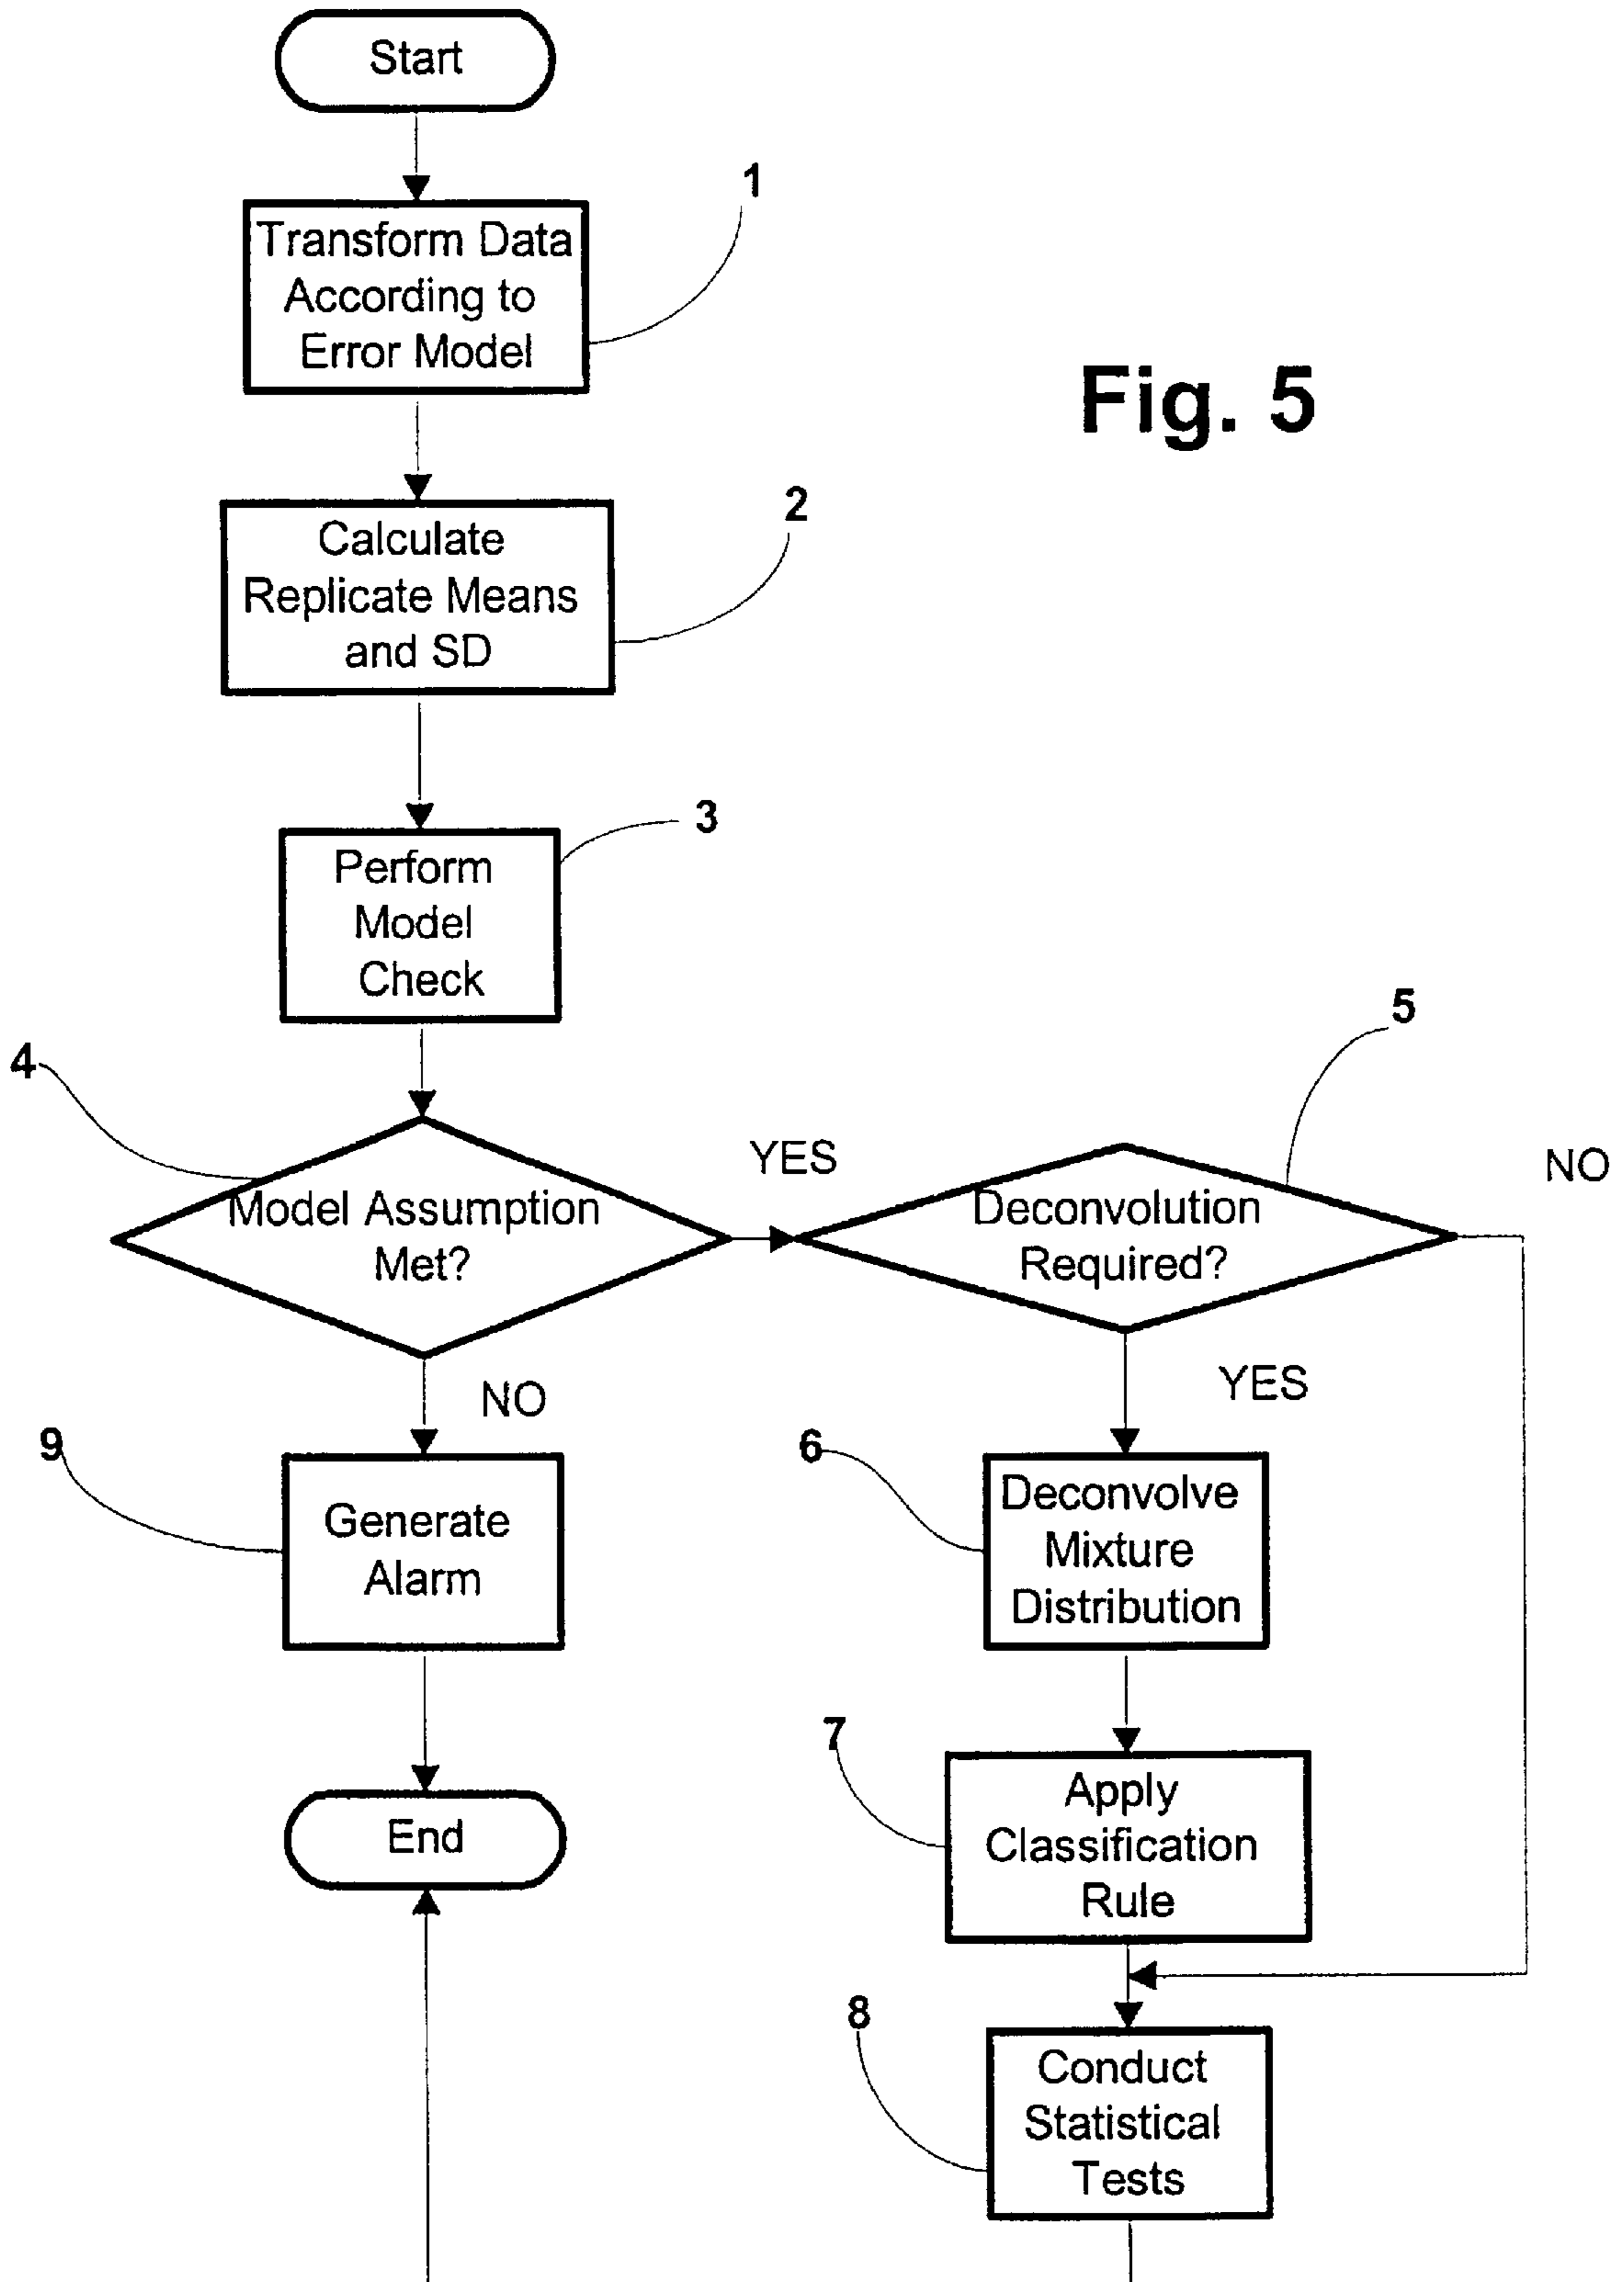 Start
1
Transform Data
According to
Error Model
Fig. 5
2
Calculate
Replicate Means
and SD
3
Perform
Model
Check
4
Model Assumption
Met?
YES
5
Deconvolution
Required?
NO
NO
YES
9
Generate
Alarm
6
Deconvolve
Mixture
Distribution
7
Apply
Classification
Rule
End
8
Conduct
Statistical
Tests